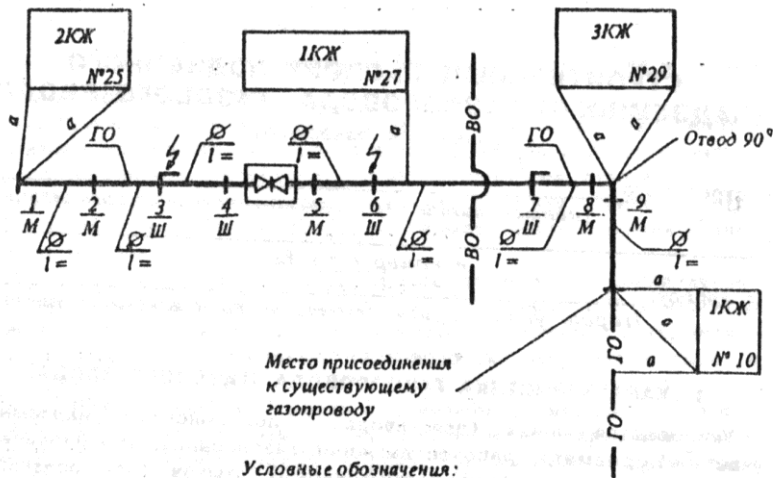 2КЖ
№25
1КЖ
№27
3КЖ
№29
а
а
ГО
Ø
l =
Ø
l =
а
ВО
ГО
а
а
Отвод 90°
1
М
2
М
3
Ш
4
Ш
5
М
6
Ш
7
Ш
8
М
9
М
Ø
l =
Ø
l =
Ø
l =
Ø
l =
Ø
l =
ВО
а
а
а
1КЖ
№ 10
ГО
ГО
Место присоединения
к существующему
газопроводу
Условные обозначения: